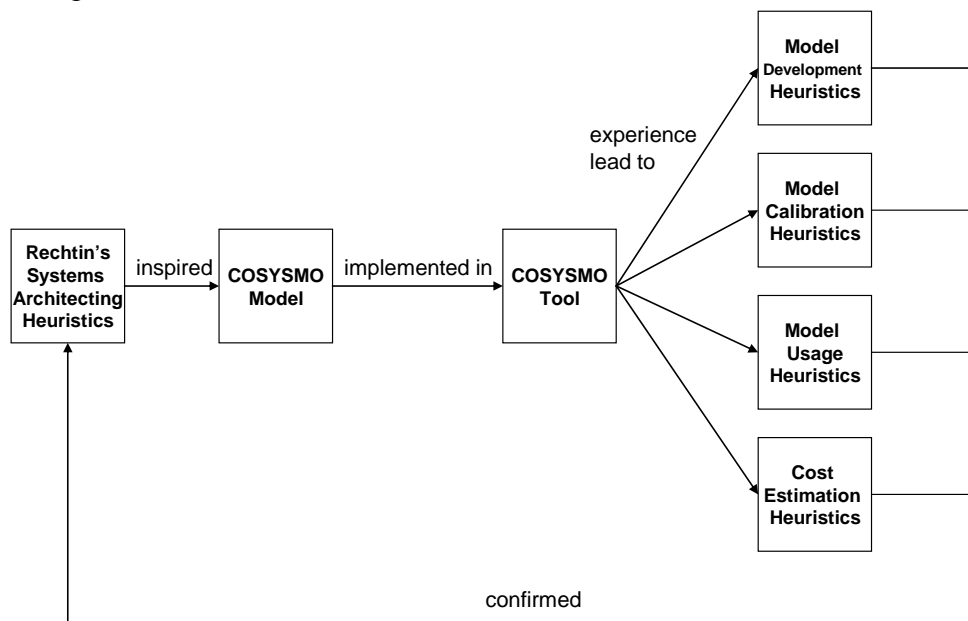 Model
Development
Heuristics
experience
lead to
Model
Calibration
Heuristics
Rechtin's
Systems
Architecting
Heuristics
inspired
COSYSMO
Model
implemented in
COSYSMO
Tool
Model
Usage
Heuristics
Cost
Estimation
Heuristics
confirmed